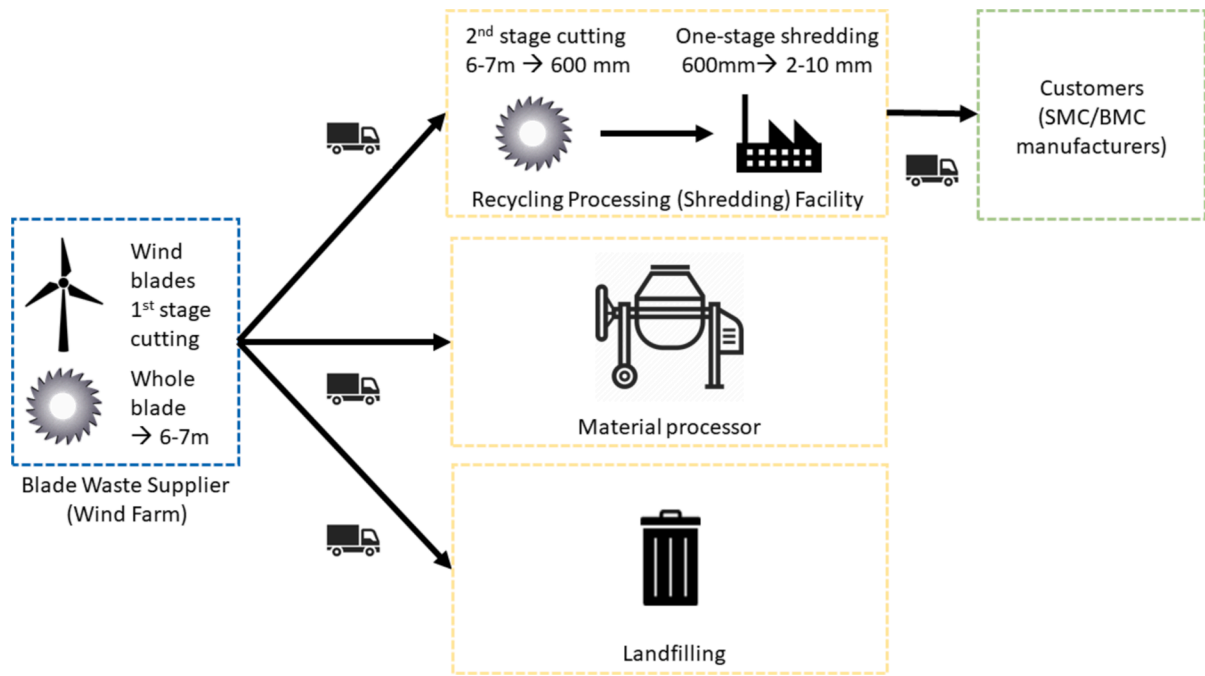 2nd stage cutting
6-7m → 600 mm
One-stage shredding
600mm→ 2-10 mm
Recycling Processing (Shredding) Facility
Customers
(SMC/BMC
manufacturers)
Wind
blades
1st stage
cutting
Whole
blade
→ 6-7m
Blade Waste Supplier
(Wind Farm)
Material processor
Landfilling